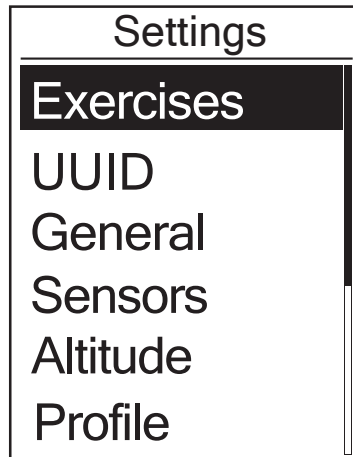 Settings
Exercises
UUID
General
Sensors
Altitude
Profile